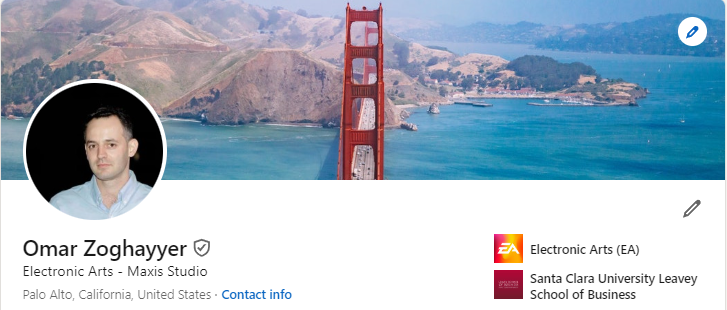 Omar Zoghayyer
Electronic Arts - Maxis Studio
Palo Alto, California, United States · Contact info
EA
Electronic Arts (EA)
Santa Clara University Leavey
School of Business